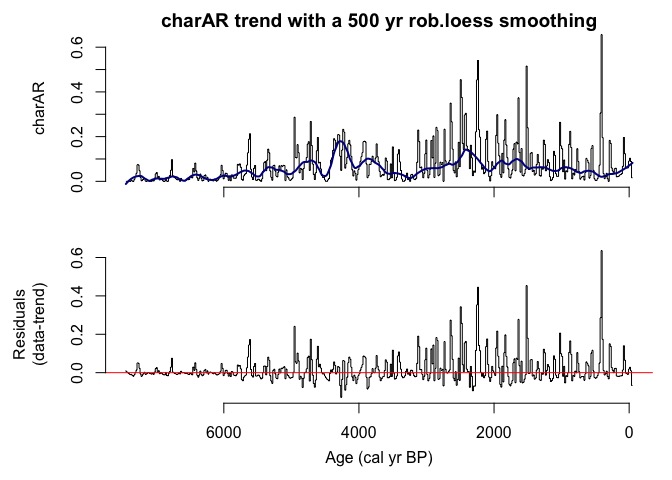 charAR trend with a 500 yr rob.loess smoothing
charAR
0.0 0.2 0.4 0.6
Residuals
(data-trend)
0.0 0.2 0.4 0.6
6000 4000 2000 0
Age (cal yr BP)